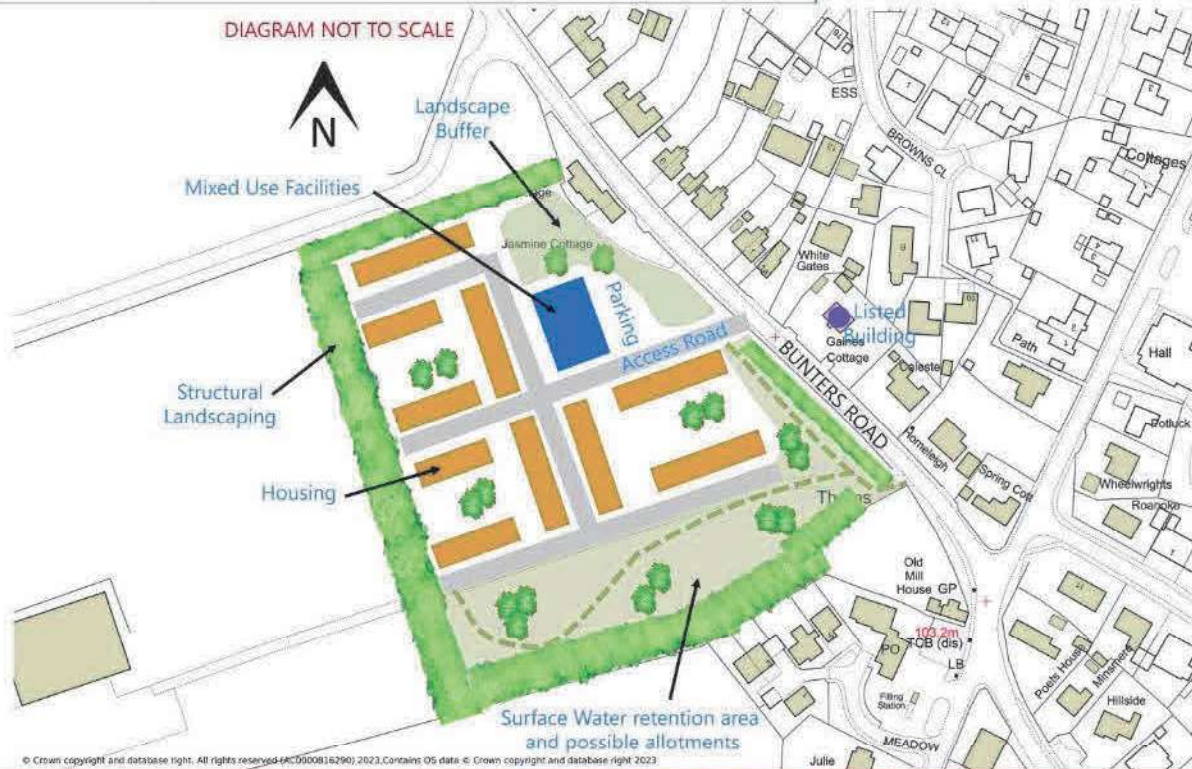 DIAGRAM NOT TO SCALE
N
Landscape
Buffer
Mixed Use Facilities
Jasmine Cottage
Parking
Access Road
Structural
Landscaping
Housing
Surface Water retention area
and possible allotments
ESS
BROWNS CL
Cottages
White
Gates
Listed
Building
Gaines
Cottage
Celeste
Path
Hall
BUNTERS ROAD
Potluck
Romeleigh
Spring Cott
Wheelwrights
Roanoke
Old
Mill
House
GP
103.2m
TCB (dis)
PO
LB
Filling
Station
Poets House
Minsmere
Hillside
MEADOW
Julie
© Crown copyright and database right. All rights reserved (AC0000816290) 2023.Contains OS data © Crown copyright and database right 2023